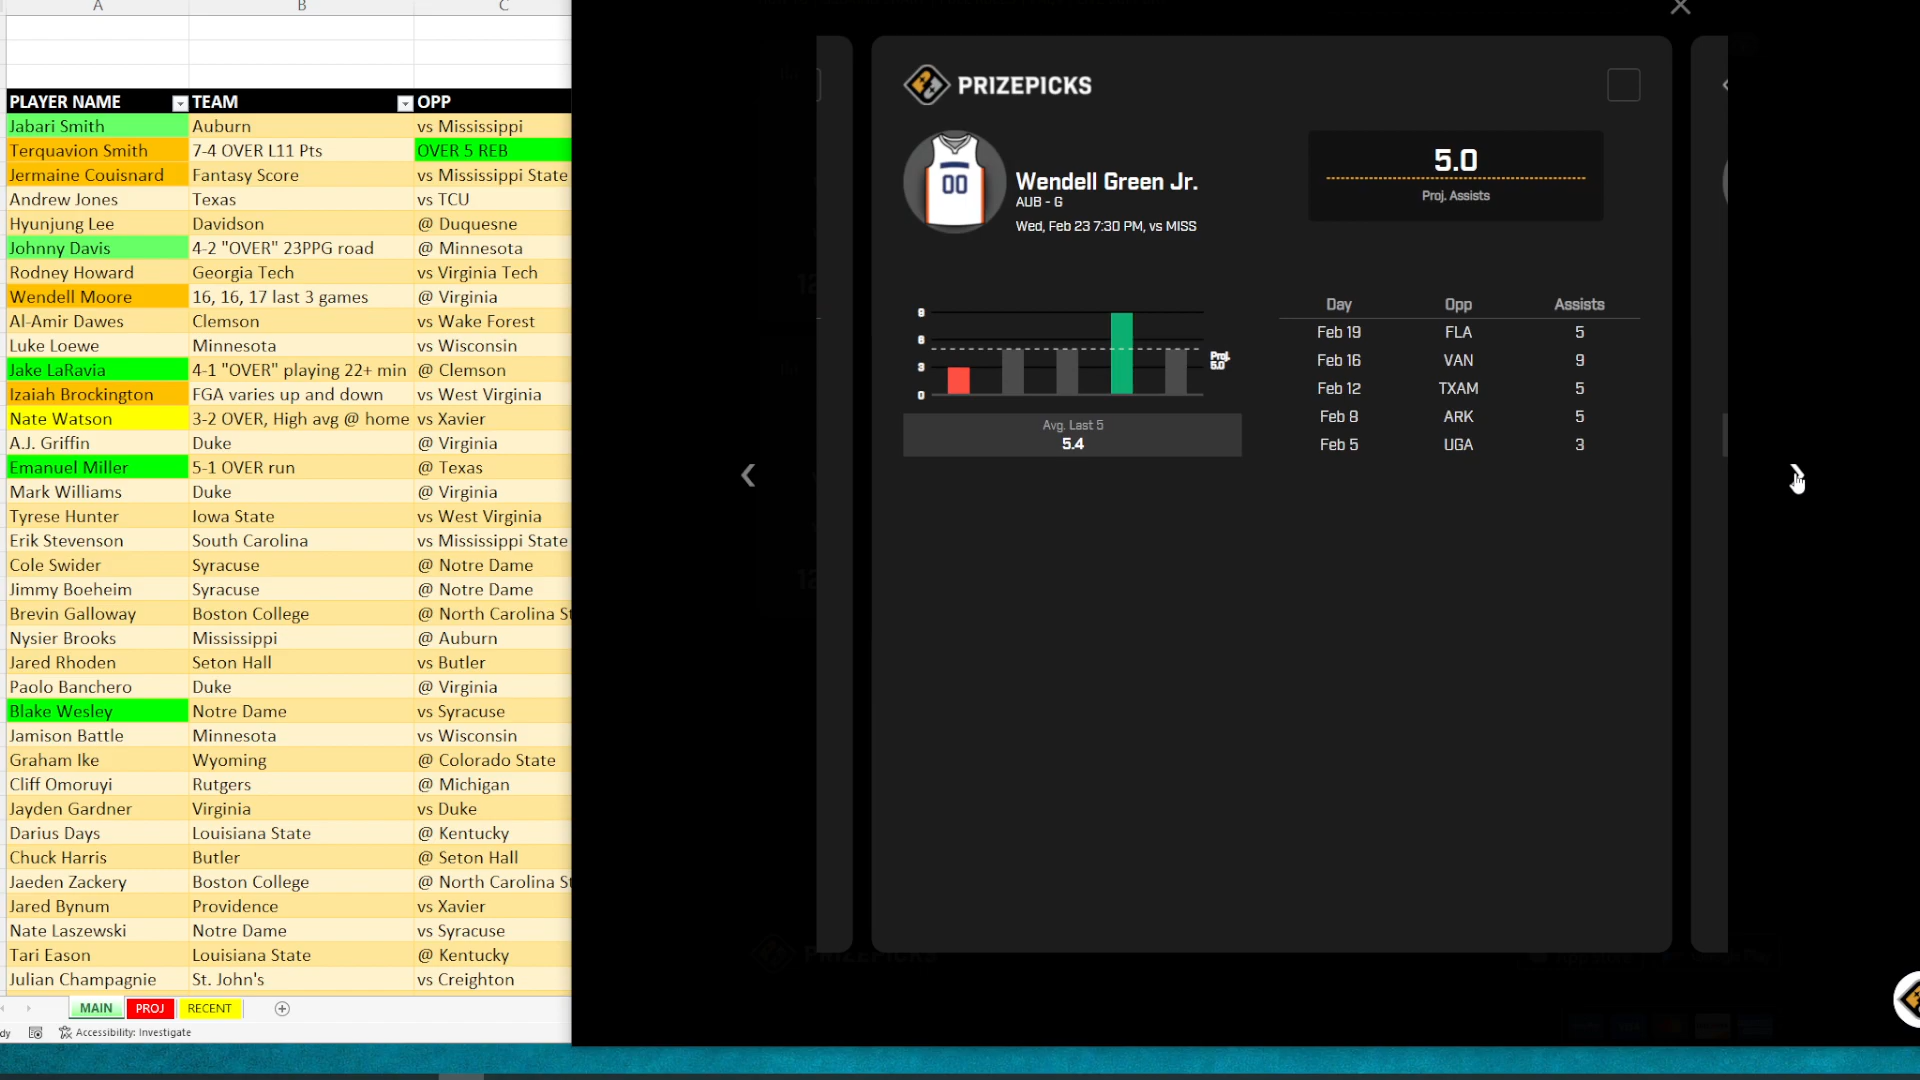 A B C
PLAYER NAME TEAM OPP
Jabari Smith Auburn vs Mississippi
Terquavion Smith 7-4 OVER L11 Pts OVER 5 REB
Jermaine Couisnard Fantasy Score vs Mississippi State
Andrew Jones Texas vs TCU
Hyunjung Lee Davidson @ Duquesne
Johnny Davis 4-2 "OVER" 23PPG road @ Minnesota
Rodney Howard Georgia Tech vs Virginia Tech
Wendell Moore 16, 16, 17 last 3 games @ Virginia
Al-Amir Dawes Clemson vs Wake Forest
Luke Loewe Minnesota vs Wisconsin
Jake LaRavia 4-1 "OVER" playing 22+ min @ Clemson
Izaiah Brockington FGA varies up and down vs West Virginia
Nate Watson 3-2 OVER, High avg @ home vs Xavier
A.J. Griffin Duke @ Virginia
Emanuel Miller 5-1 OVER run @ Texas
Mark Williams Duke @ Virginia
Tyrese Hunter Iowa State vs West Virginia
Erik Stevenson South Carolina vs Mississippi State
Cole Swider Syracuse @ Notre Dame
Jimmy Boeheim Syracuse @ Notre Dame
Brevin Galloway Boston College @ North Carolina St
Nysier Brooks Mississippi @ Auburn
Jared Rhoden Seton Hall vs Butler
Paolo Banchero Duke @ Virginia
Blake Wesley Notre Dame vs Syracuse
Jamison Battle Minnesota vs Wisconsin
Graham Ike Wyoming @ Colorado State
Cliff Omoruyi Rutgers @ Michigan
Jayden Gardner Virginia vs Duke
Darius Days Louisiana State @ Kentucky
Chuck Harris Butler @ Seton Hall
Jaeden Zackery Boston College @ North Carolina St
Jared Bynum Providence vs Xavier
Nate Laszewski Notre Dame vs Syracuse
Tari Eason Louisiana State @ Kentucky
Julian Champagnie St. John's vs Creighton
MAIN PROJ RECENT
dy Accessibility: Investigate
PRIZEPICKS
00
Wendell Green Jr.
AUB - G
Wed, Feb 23 7:30 PM, vs MISS
5.0
Proj. Assists
9
6
3
0
Proj.
5.0
Avg. Last 5
5.4
Day Opp Assists
Feb 19 FLA 5
Feb 16 VAN 9
Feb 12 TXAM 5
Feb 8 ARK 5
Feb 5 UGA 3
PRIZEPICKS